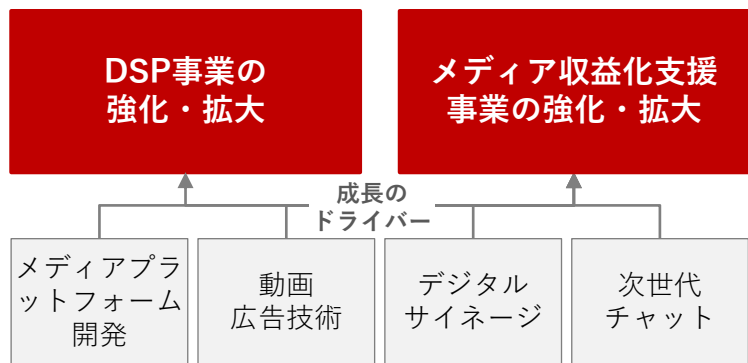 DSP事業の
強化・拡大
メディア収益化支援
事業の強化・拡大
成長の
ドライバー
メディアプラ
ットフォーム
開発
動画
広告技術
デジタル
サイネージ
次世代
チャット